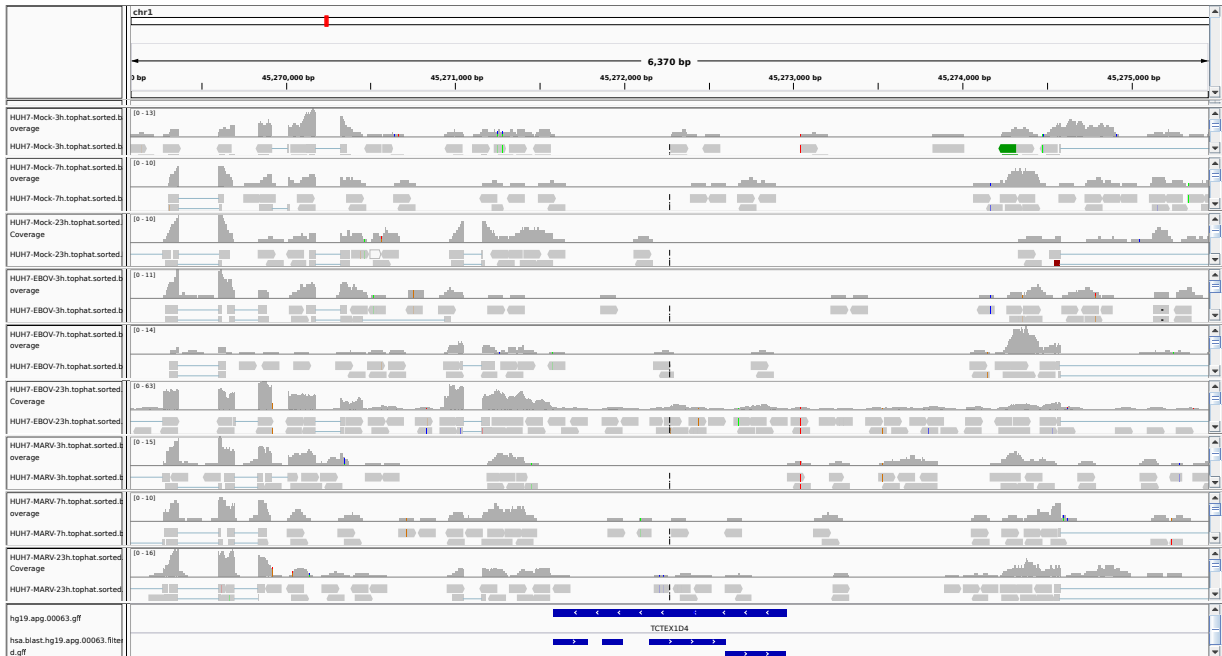 chr1
6,370 bp
0 bp 45,270,000 bp 45,271,000 bp 45,272,000 bp 45,273,000 bp 45,274,000 bp 45,275,000 bp
HUH7-Mock-3h.tophat.sorted.b
overage
[0 - 13]
HUH7-Mock-3h.tophat.sorted.b
HUH7-Mock-7h.tophat.sorted.b
overage
[0 - 10]
HUH7-Mock-7h.tophat.sorted.b
HUH7-Mock-23h.tophat.sorted.
Coverage
[0 - 10]
HUH7-Mock-23h.tophat.sorted.
HUH7-EBOV-3h.tophat.sorted.b
overage
[0 - 11]
HUH7-EBOV-3h.tophat.sorted.b
HUH7-EBOV-7h.tophat.sorted.b
overage
[0 - 14]
HUH7-EBOV-7h.tophat.sorted.b
HUH7-EBOV-23h.tophat.sorted.
Coverage
[0 - 63]
HUH7-EBOV-23h.tophat.sorted.
HUH7-MARV-3h.tophat.sorted.b
overage
[0 - 15]
HUH7-MARV-3h.tophat.sorted.b
HUH7-MARV-7h.tophat.sorted.b
overage
[0 - 10]
HUH7-MARV-7h.tophat.sorted.b
HUH7-MARV-23h.tophat.sorted.
Coverage
[0 - 16]
HUH7-MARV-23h.tophat.sorted.
hg19.apg.00063.gff
TCTEX1D4
hsa.blast.hg19.apg.00063.filter
d.gff